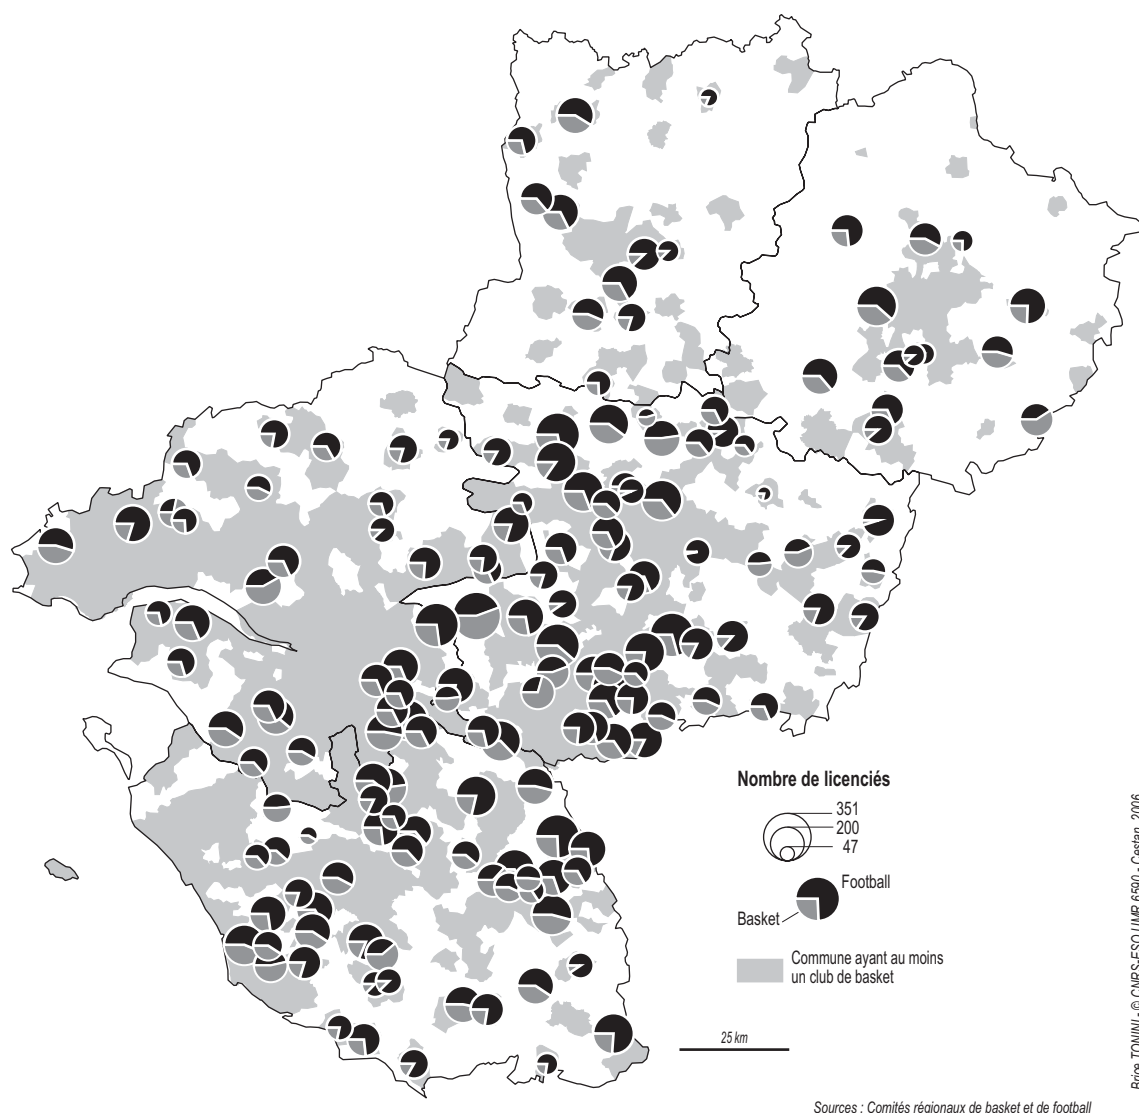 Nombre de licenciés
351
200
47
Football
Basket
Commune ayant au moins
un club de basket
25 km
Brice TONINI - © CNRS-ESO UMR 6590 - Cestan, 2006
Sources : Comités régionaux de basket et de football